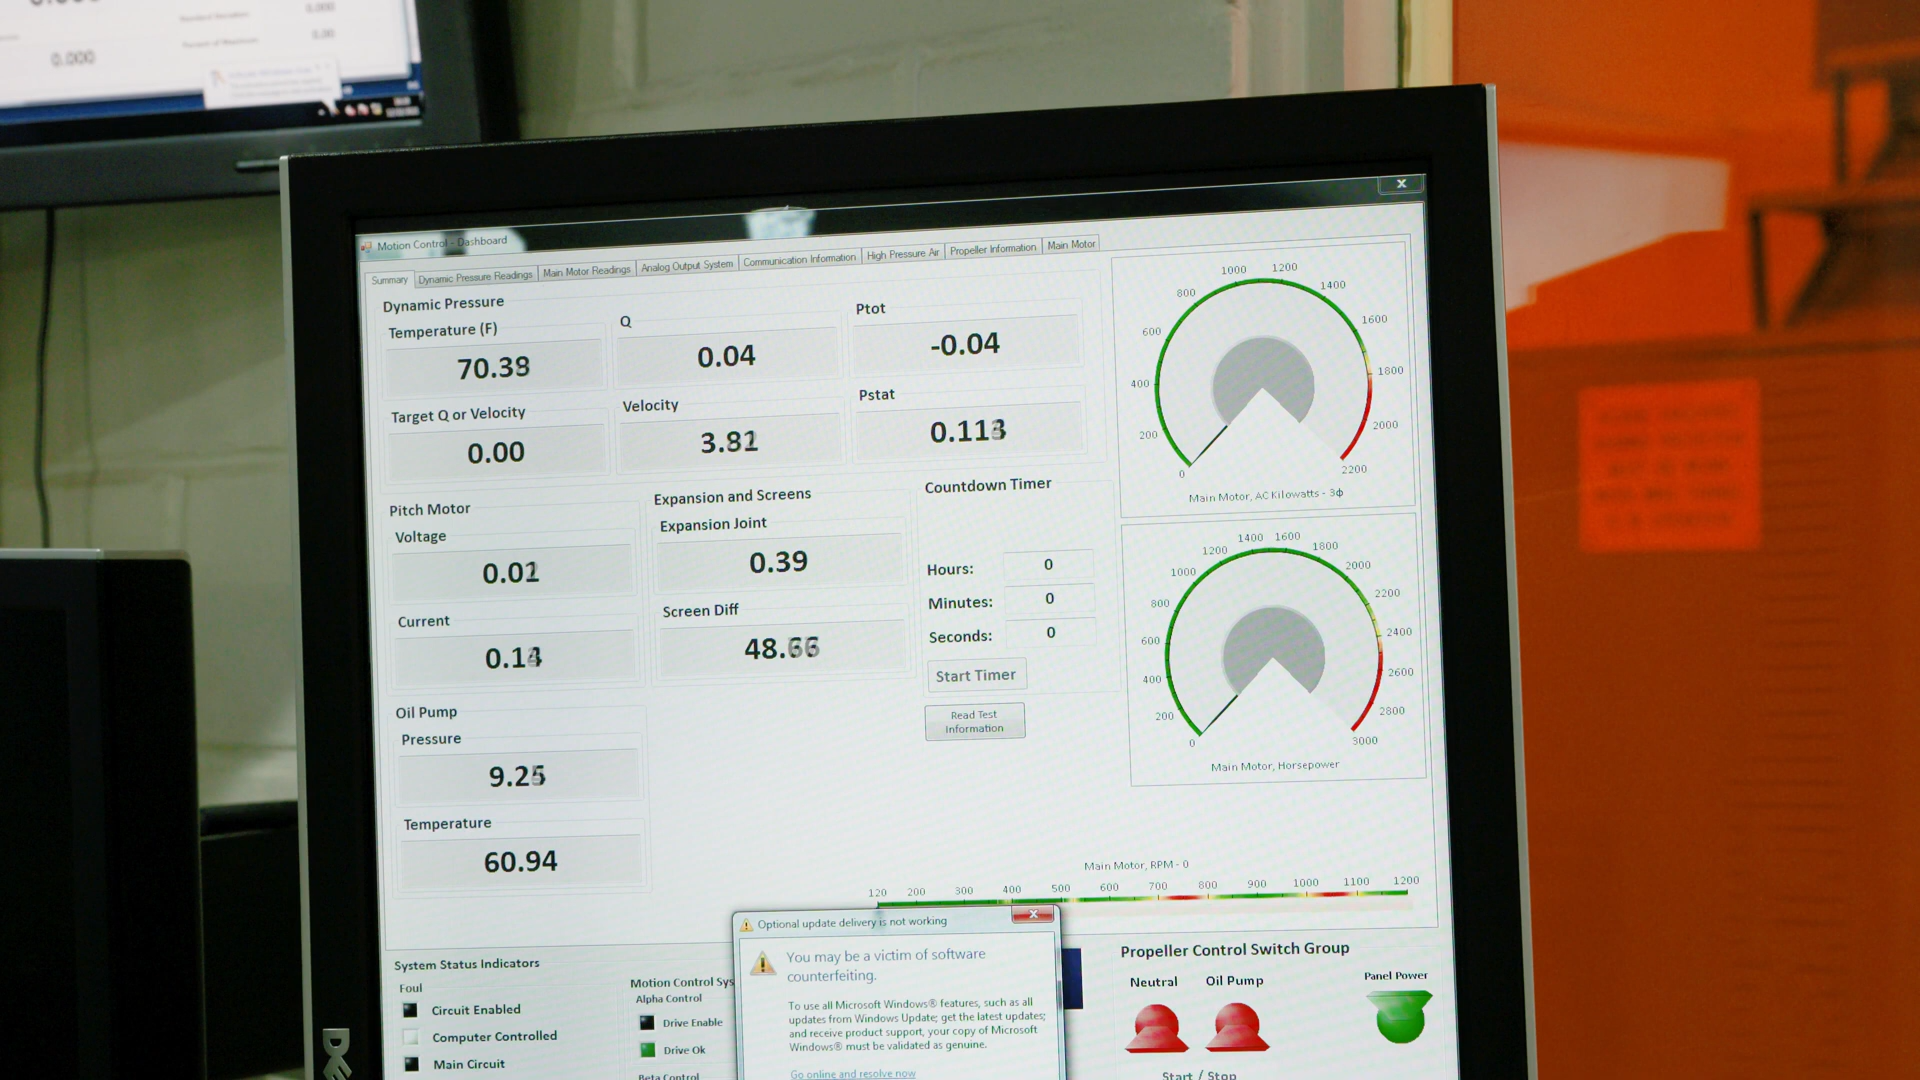 0.000
0.000
0.00
Motion Control - Dashboard
X
Summary
Dynamic Pressure Readings
Main Motor Readings
Analog Output System
Communication Information
High Pressure Air
Propeller Information
Main Motor
Dynamic Pressure
Temperature (F)
70.38
Q
0.04
Ptot
-0.04
Target Q or Velocity
0.00
Velocity
Pstat
Pitch Motor
Voltage
Current
Oil Pump
Pressure
Temperature
60.94
Expansion and Screens
Expansion Joint
0.39
Screen Diff
Countdown Timer
Hours: 0
Minutes: 0
Seconds: 0
Start Timer
Read Test
Information
0 200 400 600 800 1000 1200 1400 1600 1800 2000 2200
Main Motor, AC Kilowatts - 3ϕ
0 200 400 600 800 1000 1200 1400 1600 1800 2000 2200 2400 2600 2800 3000
Main Motor, Horsepower
Main Motor, RPM - 0
120 200 300 400 500 600 700 800 900 1000 1100 1200
System Status Indicators
Foul
Circuit Enabled
Computer Controlled
Main Circuit
Motion Control Sys
Alpha Control
Drive Enable
Drive Ok
Beta Control
Optional update delivery is not working
X
You may be a victim of software
counterfeiting.
To use all Microsoft Windows® features, such as all
updates from Windows Update; get the latest updates;
and receive product support, your copy of Microsoft
Windows® must be validated as genuine.
Go online and resolve now
Propeller Control Switch Group
Neutral
Oil Pump
Panel Power
Start / Stop